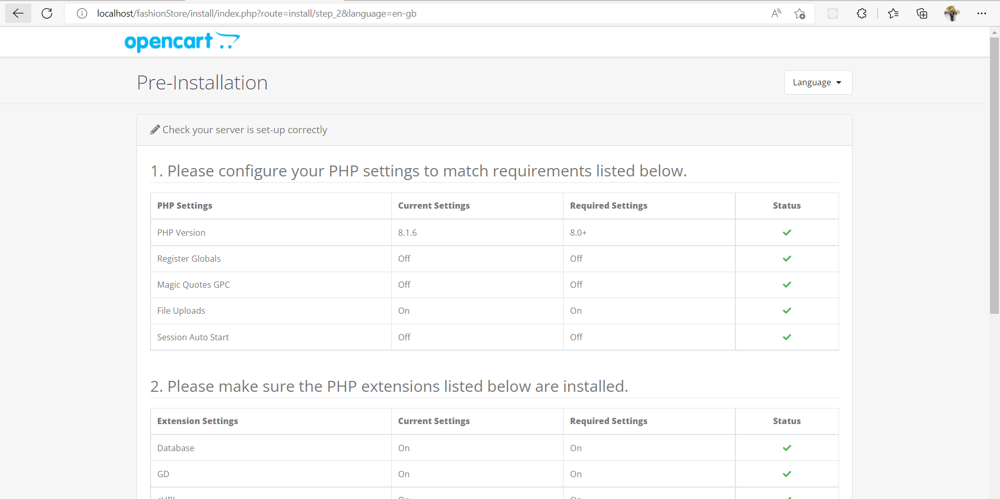 localhost/fashionStore/install/index.php?route=install/step_2&language=en-gb
opencart
Pre-Installation
Language
Check your server is set-up correctly
1. Please configure your PHP settings to match requirements listed below.
PHP Settings Current Settings Required Settings Status
PHP Version 8.1.6 8.0+
Register Globals Off Off
Magic Quotes GPC Off Off
File Uploads On On
Session Auto Start Off Off
2. Please make sure the PHP extensions listed below are installed.
Extension Settings Current Settings Required Settings Status
Database On On
GD On On